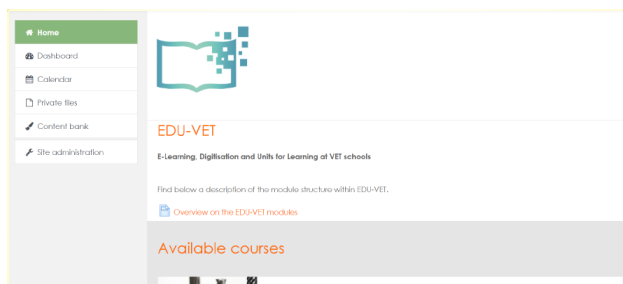 Home
Dashboard
Calendar
Private files
Content bank
Site administration
EDU-VET
E-Learning, Digitisation and Units for Learning at VET schools
Find below a description of the module structure within EDU-VET.
Overview on the EDU-VET modules
Available courses